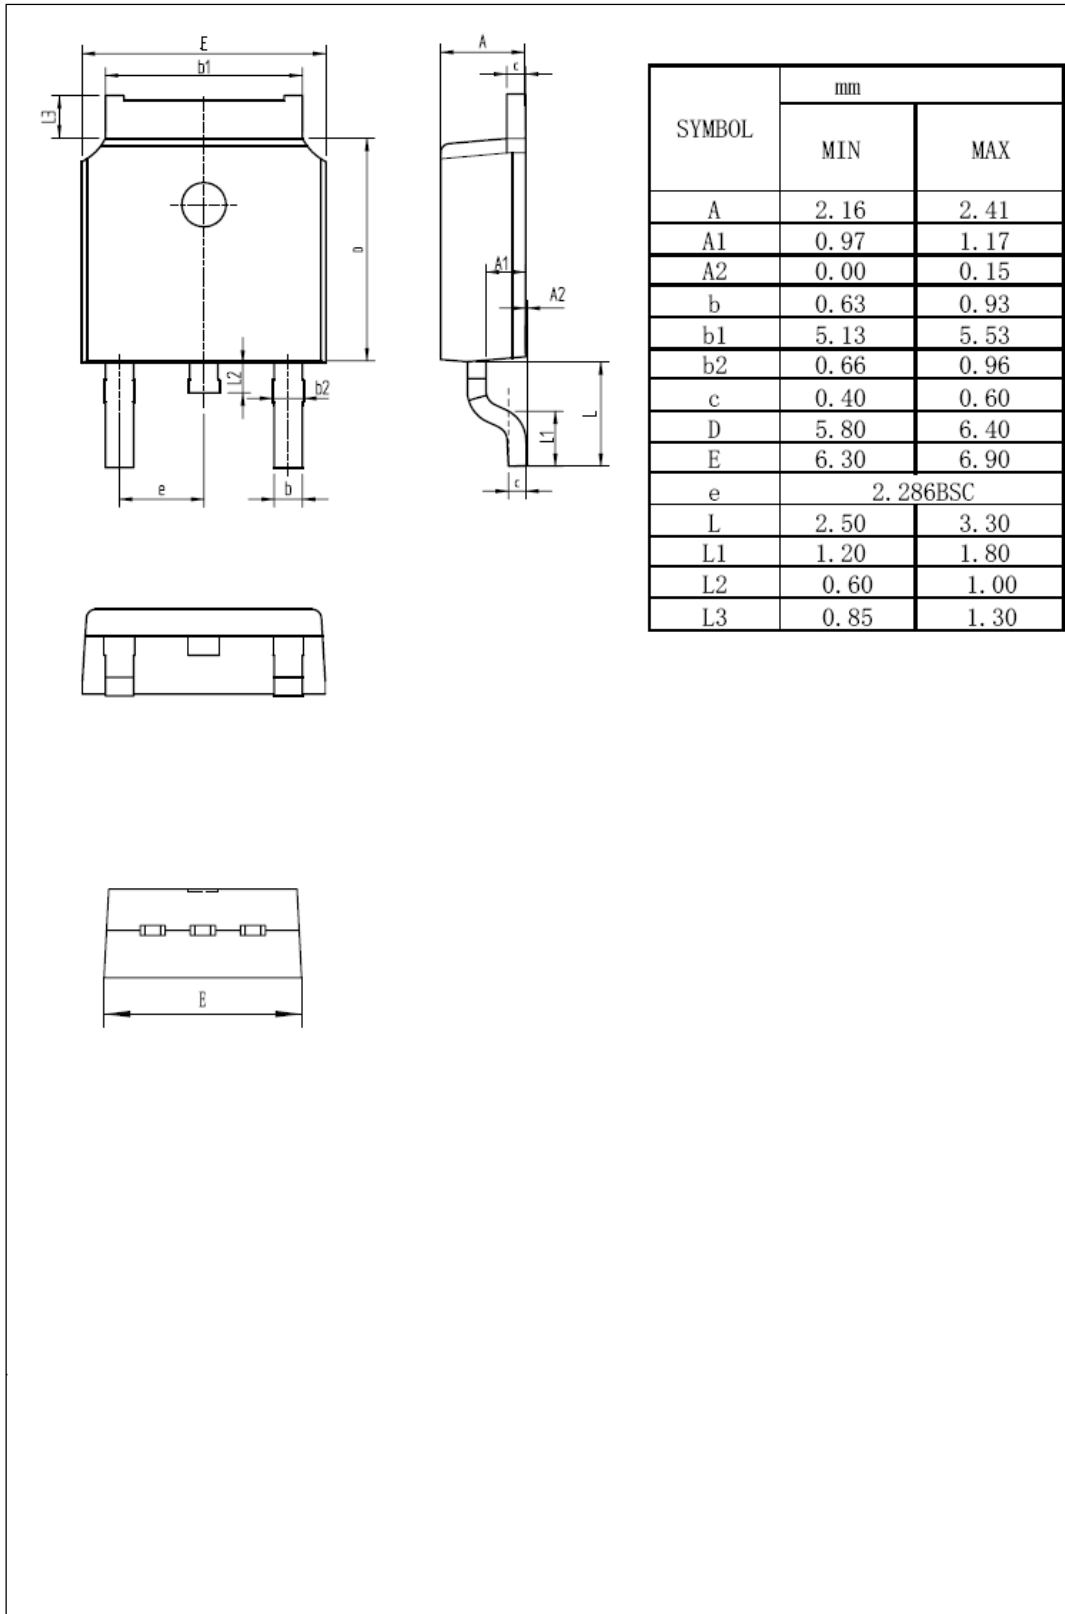 E
b1
L3
D
L2
b2
e
b
A
c
A1
A2
L
L1
c
E
mm
SYMBOL
MIN MAX
A 2.16 2.41
A1 0.97 1.17
A2 0.00 0.15
b 0.63 0.93
b1 5.13 5.53
b2 0.66 0.96
c 0.40 0.60
D 5.80 6.40
E 6.30 6.90
e 2.286BSC
L 2.50 3.30
L1 1.20 1.80
L2 0.60 1.00
L3 0.85 1.30